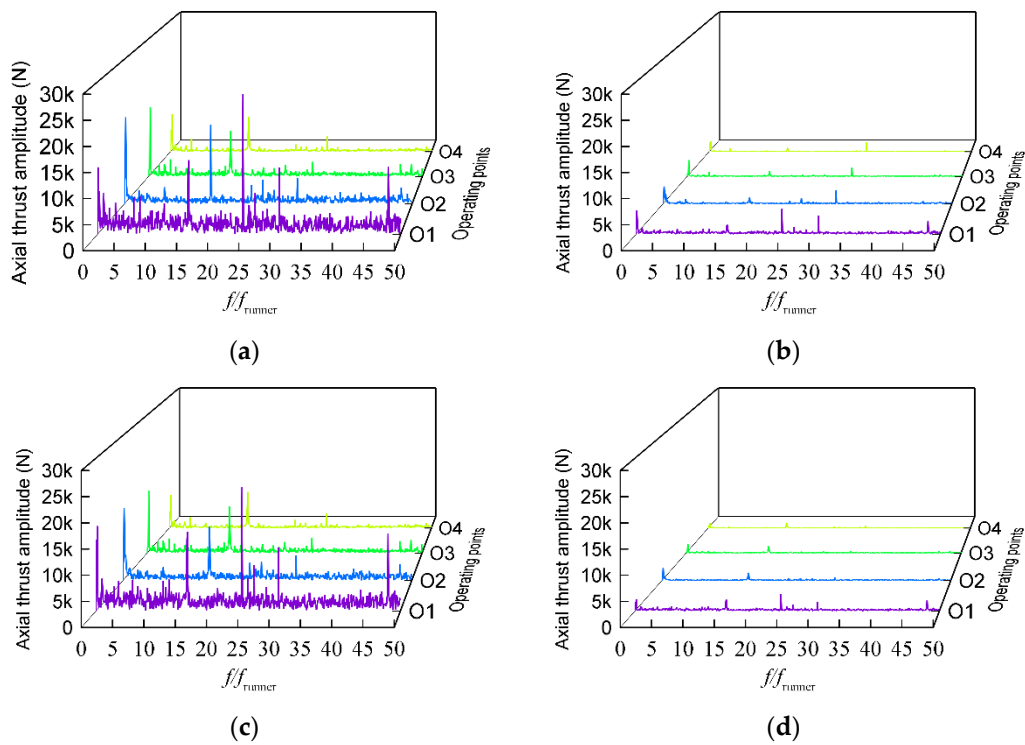 Axial thrust amplitude (N)
30k
25k
20k
15k
10k
5k
0
0 5 10 15 20 25 30 35 40 45 50
f/f_runner
O4
O3
O2
O1
Operating points
(a)
Axial thrust amplitude (N)
30k
25k
20k
15k
10k
5k
0
0 5 10 15 20 25 30 35 40 45 50
f/f_runner
O4
O3
O2
O1
Operating points
(b)
Axial thrust amplitude (N)
30k
25k
20k
15k
10k
5k
0
0 5 10 15 20 25 30 35 40 45 50
f/f_runner
O4
O3
O2
O1
Operating points
(c)
Axial thrust amplitude (N)
30k
25k
20k
15k
10k
5k
0
0 5 10 15 20 25 30 35 40 45 50
f/f_runner
O4
O3
O2
O1
Operating points
(d)